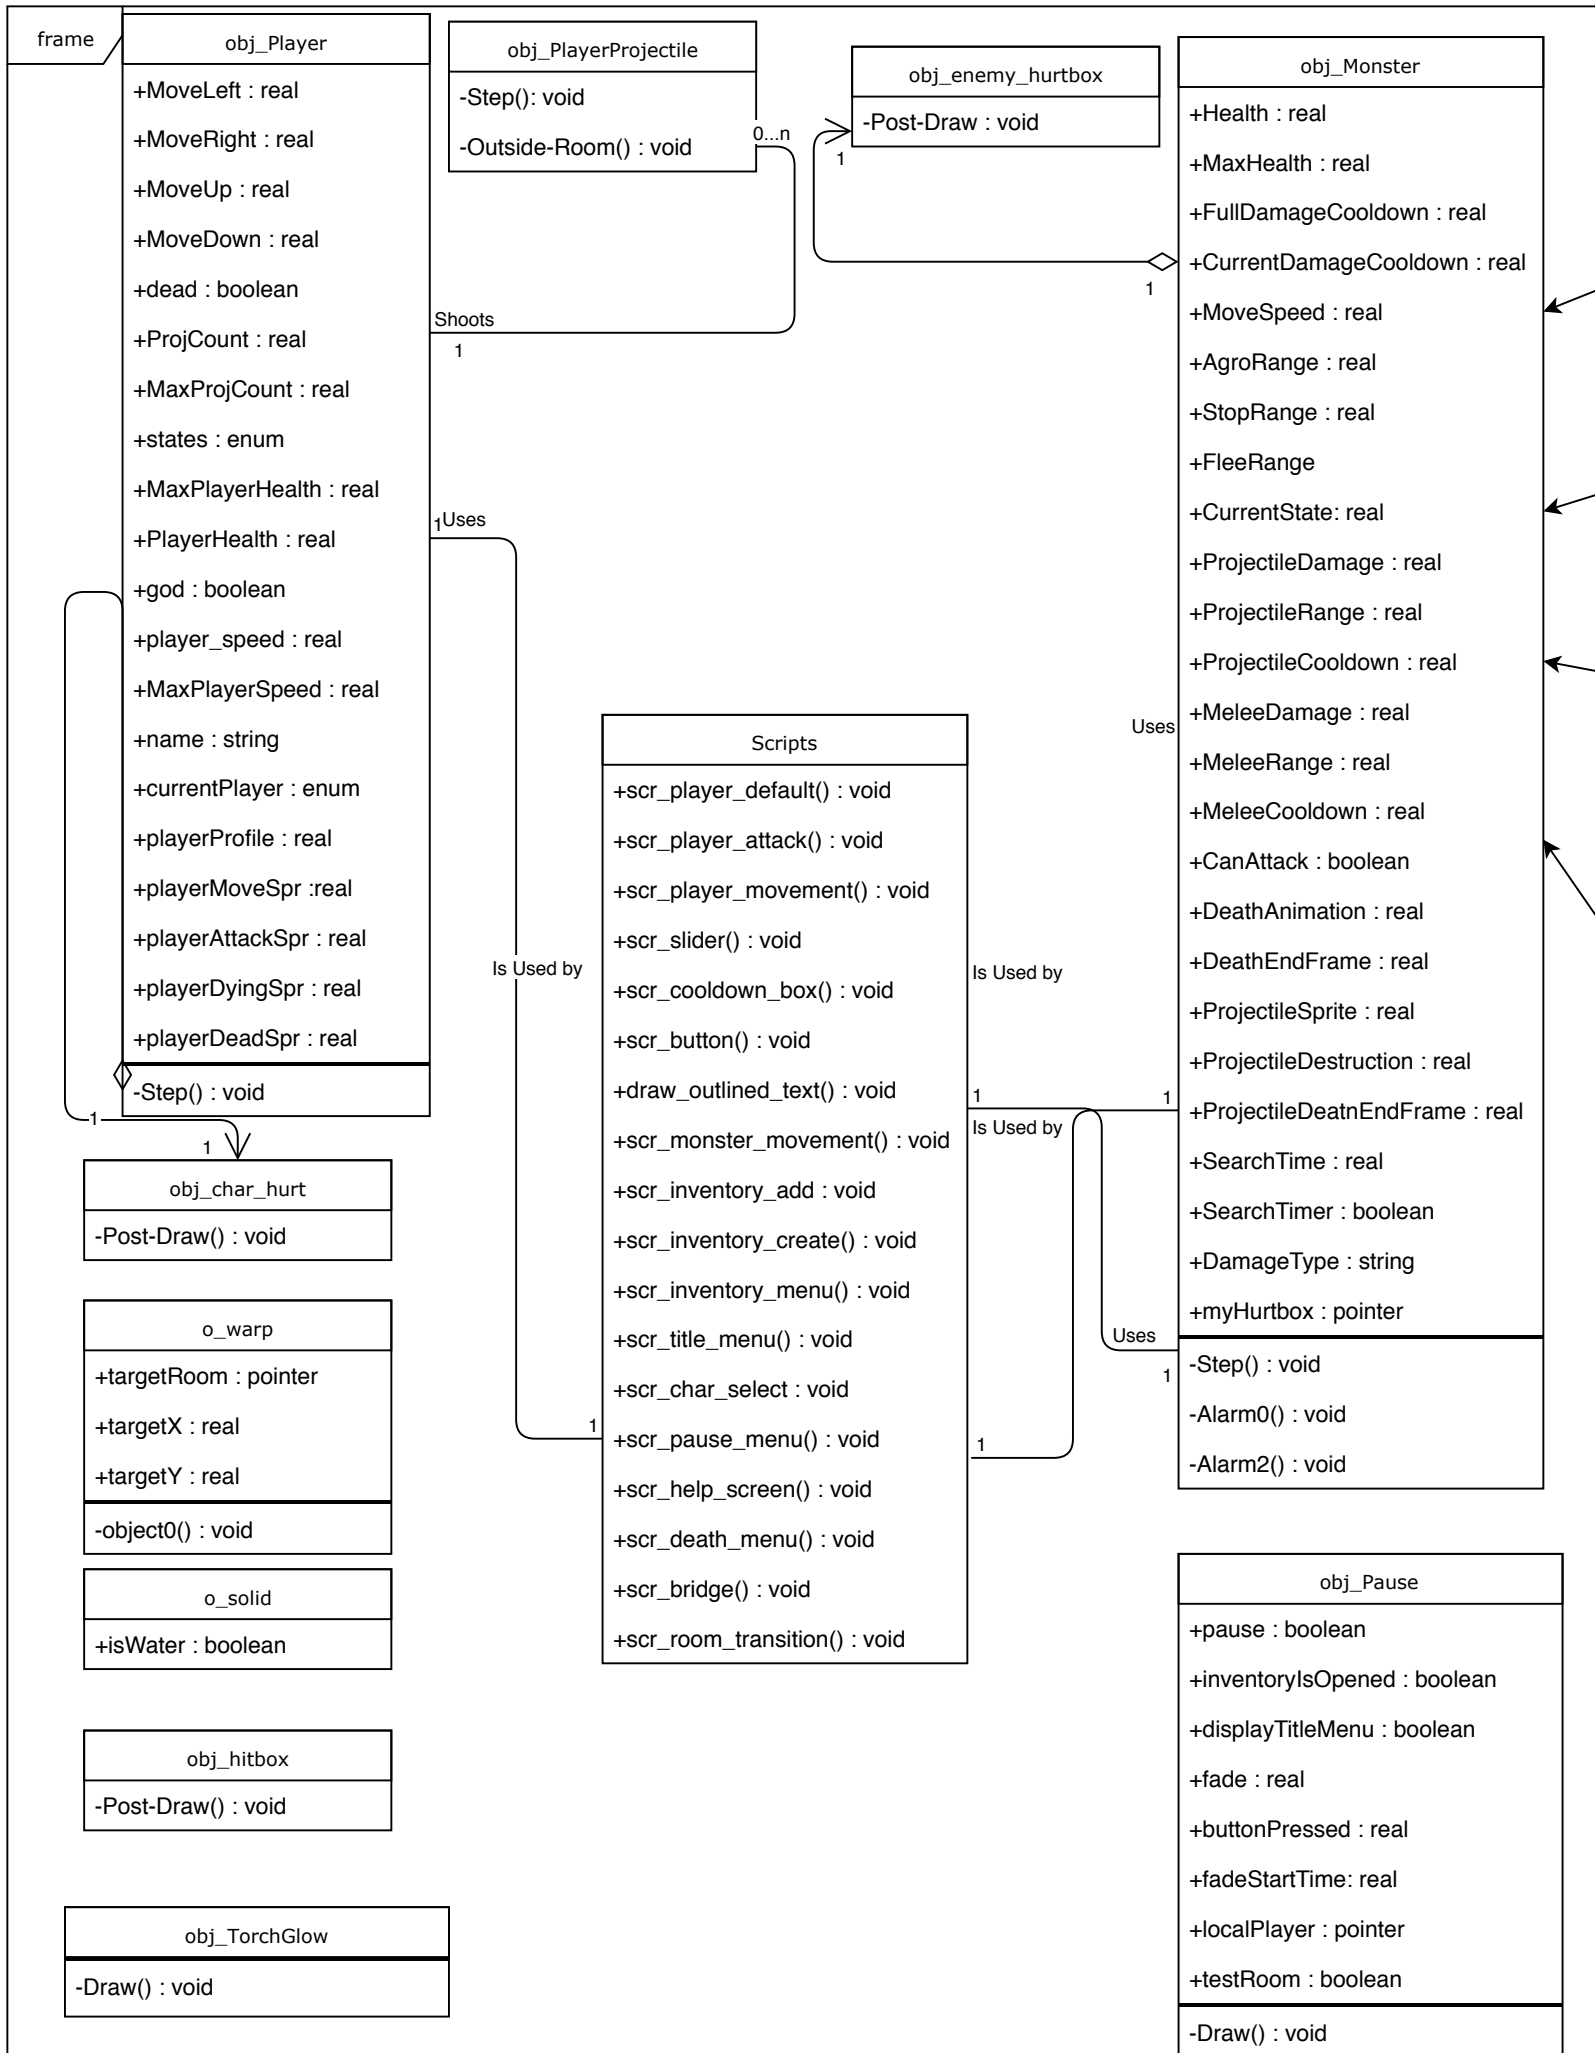 frame
obj_Player
+MoveLeft : real
+MoveRight : real
+MoveUp : real
+MoveDown : real
+dead : boolean
+ProjCount : real
+MaxProjCount : real
+states : enum
+MaxPlayerHealth : real
+PlayerHealth : real
+god : boolean
+player_speed : real
+MaxPlayerSpeed : real
+name : string
+currentPlayer : enum
+playerProfile : real
+playerMoveSpr :real
+playerAttackSpr : real
+playerDyingSpr : real
+playerDeadSpr : real
-Step() : void
1
1
obj_char_hurt
-Post-Draw() : void
o_warp
+targetRoom : pointer
+targetX : real
+targetY : real
-object0() : void
o_solid
+isWater : boolean
obj_hitbox
-Post-Draw() : void
obj_TorchGlow
-Draw() : void
obj_PlayerProjectile
-Step(): void
-Outside-Room() : void
0...n
Shoots
1
1
Uses
Is Used by
1
Scripts
+scr_player_default() : void
+scr_player_attack() : void
+scr_player_movement() : void
+scr_slider() : void
+scr_cooldown_box() : void
+scr_button() : void
+draw_outlined_text() : void
+scr_monster_movement() : void
+scr_inventory_add : void
+scr_inventory_create() : void
+scr_inventory_menu() : void
+scr_title_menu() : void
+scr_char_select : void
+scr_pause_menu() : void
+scr_help_screen() : void
+scr_death_menu() : void
+scr_bridge() : void
+scr_room_transition() : void
obj_enemy_hurtbox
-Post-Draw : void
1
1
Uses
Is Used by
1
1
Is Used by
Uses
1
1
obj_Monster
+Health : real
+MaxHealth : real
+FullDamageCooldown : real
+CurrentDamageCooldown : real
+MoveSpeed : real
+AgroRange : real
+StopRange : real
+FleeRange
+CurrentState: real
+ProjectileDamage : real
+ProjectileRange : real
+ProjectileCooldown : real
+MeleeDamage : real
+MeleeRange : real
+MeleeCooldown : real
+CanAttack : boolean
+DeathAnimation : real
+DeathEndFrame : real
+ProjectileSprite : real
+ProjectileDestruction : real
+ProjectileDeatnEndFrame : real
+SearchTime : real
+SearchTimer : boolean
+DamageType : string
+myHurtbox : pointer
-Step() : void
-Alarm0() : void
-Alarm2() : void
obj_Pause
+pause : boolean
+inventoryIsOpened : boolean
+displayTitleMenu : boolean
+fade : real
+buttonPressed : real
+fadeStartTime: real
+localPlayer : pointer
+testRoom : boolean
-Draw() : void